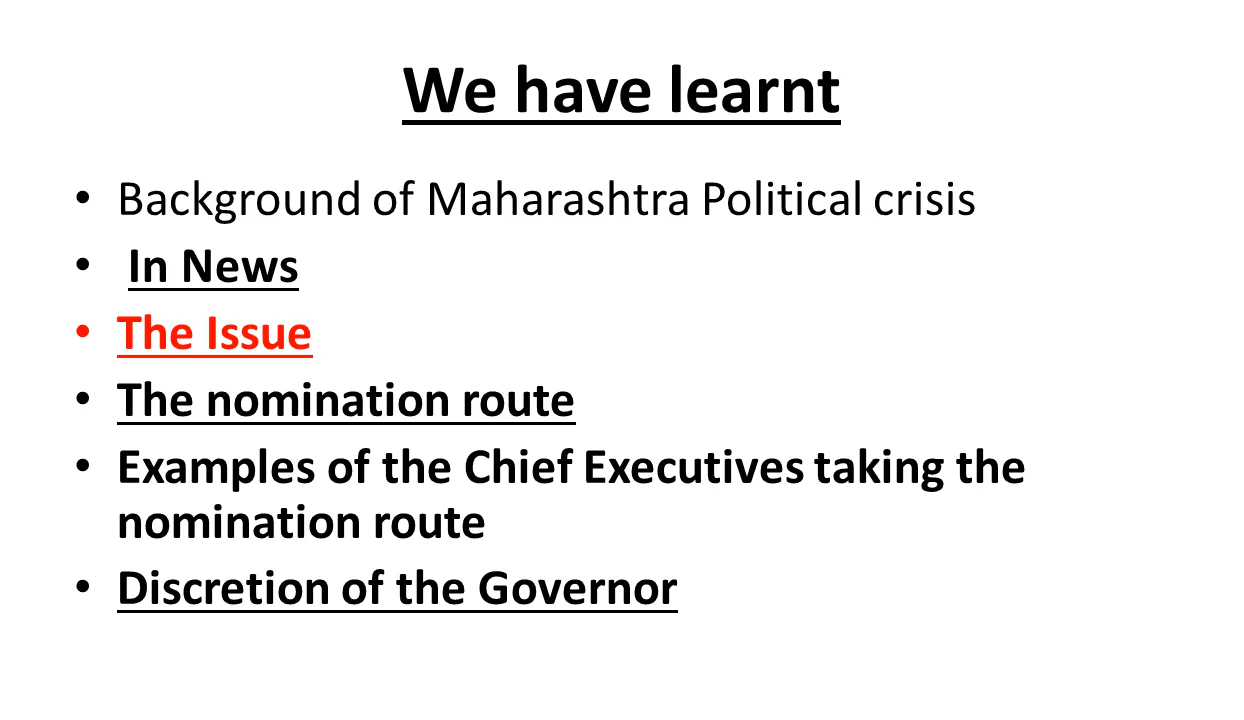 We have learnt
• Background of Maharashtra Political crisis
• In News
• The Issue
• The nomination route
• Examples of the Chief Executives taking the
nomination route
• Discretion of the Governor